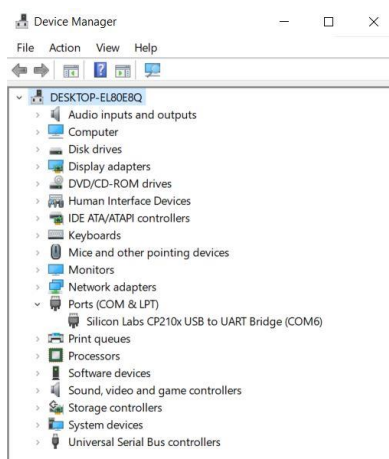 Device Manager
File Action View Help
DESKTOP-EL80E8Q
Audio inputs and outputs
Computer
Disk drives
Display adapters
DVD/CD-ROM drives
Human Interface Devices
IDE ATA/ATAPI controllers
Keyboards
Mice and other pointing devices
Monitors
Network adapters
Ports (COM & LPT)
Silicon Labs CP210x USB to UART Bridge (COM6)
Print queues
Processors
Software devices
Sound, video and game controllers
Storage controllers
System devices
Universal Serial Bus controllers